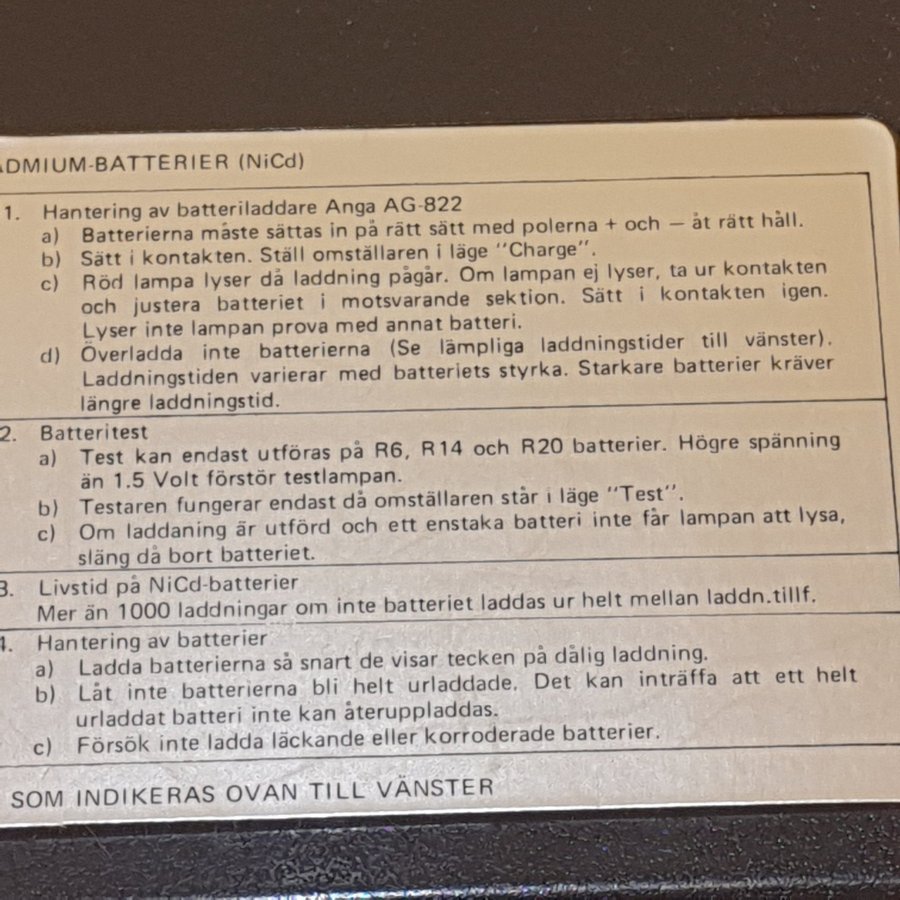 ADMIUM-BATTERIER (NiCd)
1. Hantering av batteriladdare Anga AG-822
a) Batterierna måste sättas in på rätt sätt med polerna + och — åt rätt håll.
b) Sätt i kontakten. Ställ omställaren i läge ''Charge''.
c) Röd lampa lyser då laddning pågår. Om lampan ej lyser, ta ur kontakten
och justera batteriet i motsvarande sektion. Sätt i kontakten igen.
Lyser inte lampan prova med annat batteri.
d) Överladda inte batterierna (Se lämpliga laddningstider till vänster).
Laddningstiden varierar med batteriets styrka. Starkare batterier kräver
längre laddningstid.
2. Batteritest
a) Test kan endast utföras på R6, R14 och R20 batterier. Högre spänning
än 1.5 Volt förstör testlampan.
b) Testaren fungerar endast då omställaren står i läge ''Test''.
c) Om laddaning är utförd och ett enstaka batteri inte får lampan att lysa,
släng då bort batteriet.
3. Livstid på NiCd-batterier
Mer än 1000 laddningar om inte batteriet laddas ur helt mellan laddn.tillf.
4. Hantering av batterier
a) Ladda batterierna så snart de visar tecken på dålig laddning.
b) Låt inte batterierna bli helt urladdade. Det kan inträffa att ett helt
urladdat batteri inte kan återuppladdas.
c) Försök inte ladda läckande eller korroderade batterier.
SOM INDIKERAS OVAN TILL VÄNSTER